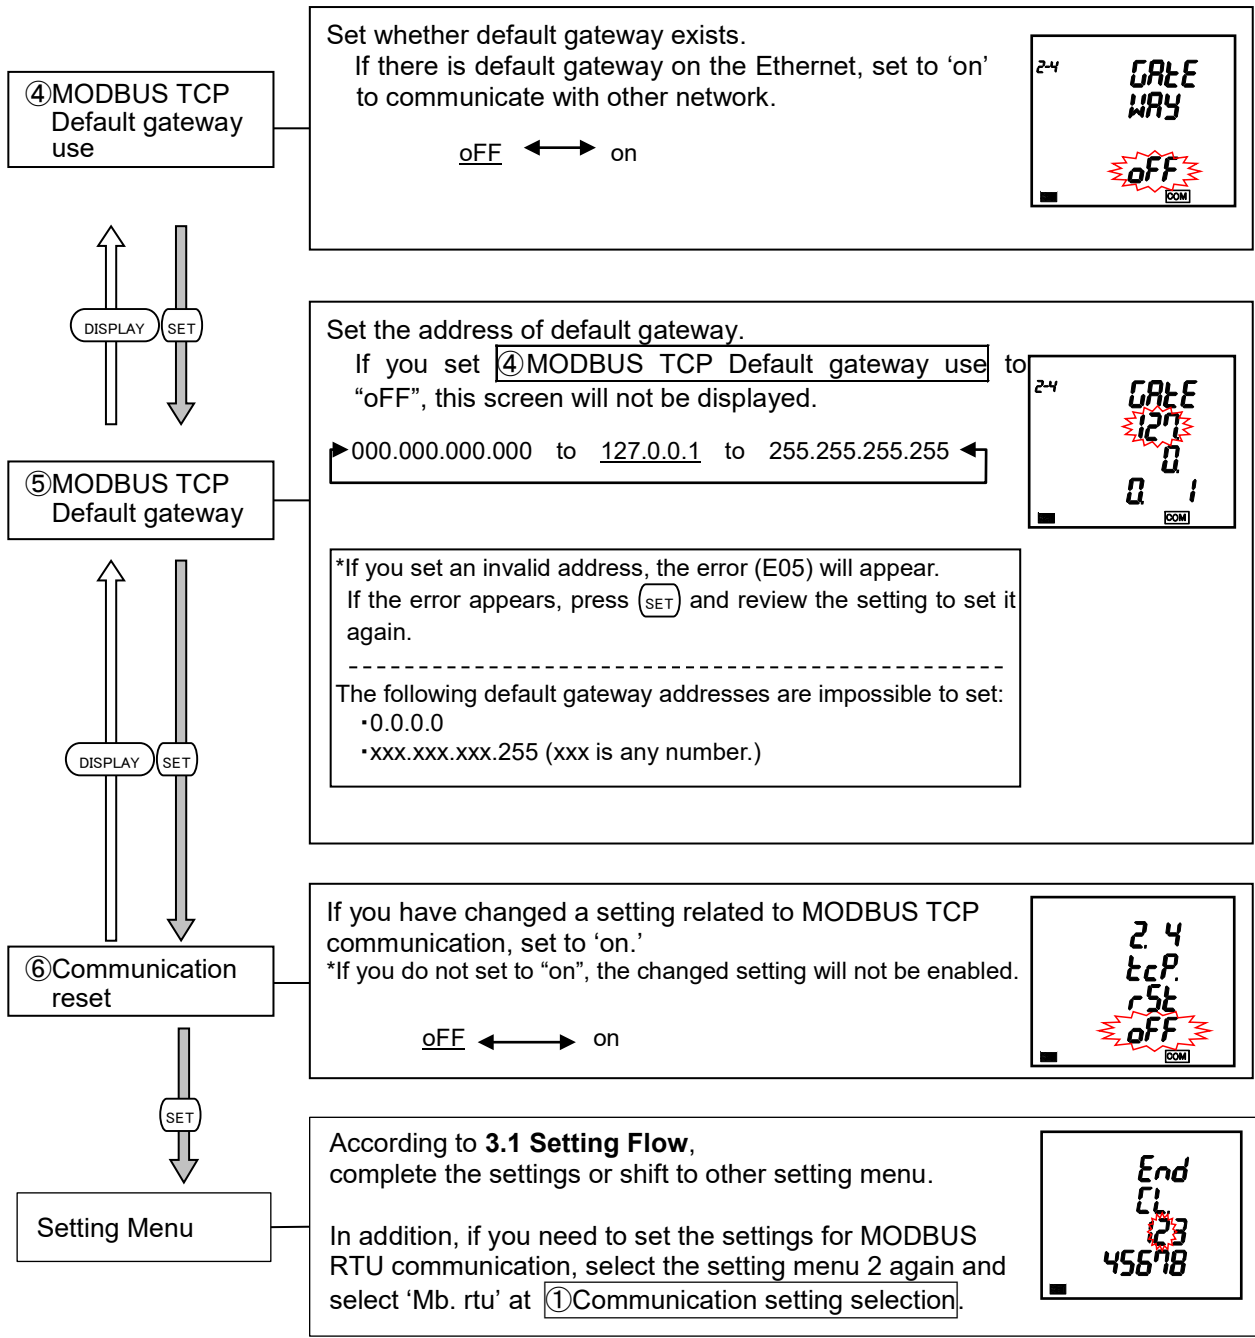 ④MODBUS TCP
Default gateway
use
Set whether default gateway exists.
If there is default gateway on the Ethernet, set to ‘on’
to communicate with other network.
oFF on
2-4 GAtE
WAY
oFF
COM
DISPLAY SET
⑤MODBUS TCP
Default gateway
Set the address of default gateway.
If you set ④MODBUS TCP Default gateway use to
“oFF”, this screen will not be displayed.
000.000.000.000 to 127.0.0.1 to 255.255.255.255
2-4 GAtE
127.
0.
0. 1
COM
*If you set an invalid address, the error (E05) will appear.
If the error appears, press SET and review the setting to set it
again.
The following default gateway addresses are impossible to set:
・0.0.0.0
・xxx.xxx.xxx.255 (xxx is any number.)
DISPLAY SET
⑥Communication
reset
If you have changed a setting related to MODBUS TCP
communication, set to ‘on.’
*If you do not set to “on”, the changed setting will not be enabled.
oFF on
2. 4
tcP.
rSt
oFF
COM
SET
Setting Menu
According to 3.1 Setting Flow,
complete the settings or shift to other setting menu.
In addition, if you need to set the settings for MODBUS
RTU communication, select the setting menu 2 again and
select ‘Mb. rtu’ at ①Communication setting selection.
End
CL.
123
45678